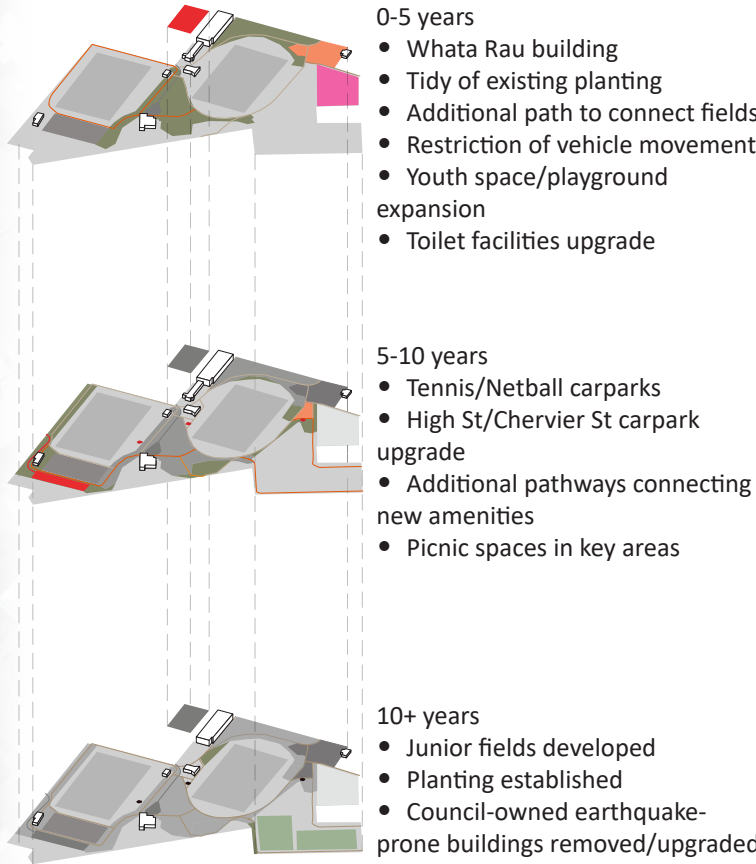 0-5 years
• Whata Rau building
• Tidy of existing planting
• Additional path to connect fields
• Restriction of vehicle movement
• Youth space/playground
expansion
• Toilet facilities upgrade
5-10 years
• Tennis/Netball carparks
• High St/Chervier St carpark
upgrade
• Additional pathways connecting
new amenities
• Picnic spaces in key areas
10+ years
• Junior fields developed
• Planting established
• Council-owned earthquake-
prone buildings removed/upgraded